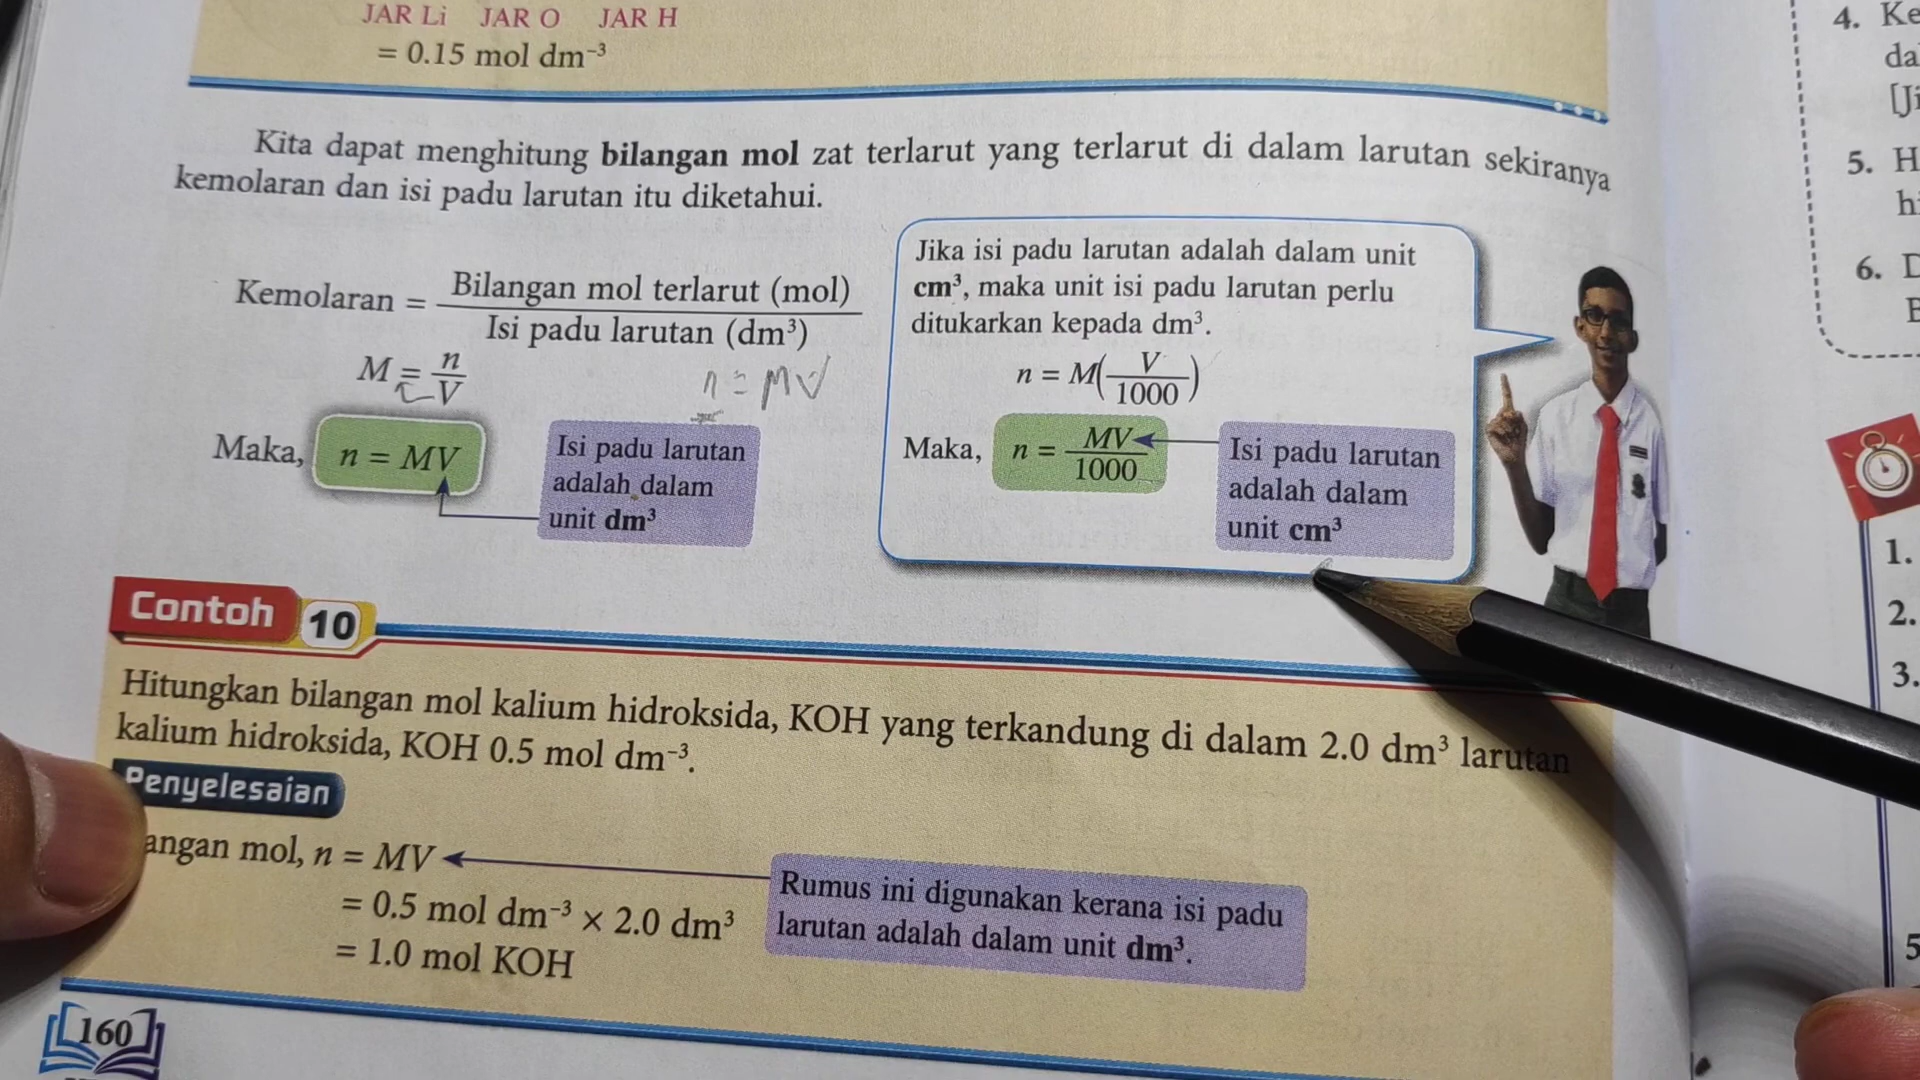 JAR Li JAR O JAR H
= 0.15 mol dm⁻³
Kita dapat menghitung bilangan mol zat terlarut yang terlarut di dalam larutan sekiranya
kemolaran dan isi padu larutan itu diketahui.
Kemolaran = Bilangan mol terlarut (mol) / Isi padu larutan (dm³)
M = n/V
n = MV
Maka, n = MV
Isi padu larutan
adalah dalam
unit dm³
Jika isi padu larutan adalah dalam unit
cm³, maka unit isi padu larutan perlu
ditukarkan kepada dm³.
n = M(V/1000)
Maka, n = MV/1000
Isi padu larutan
adalah dalam
unit cm³
Contoh 10
Hitungkan bilangan mol kalium hidroksida, KOH yang terkandung di dalam 2.0 dm³ larutan
kalium hidroksida, KOH 0.5 mol dm⁻³.
Penyelesaian
angan mol, n = MV
= 0.5 mol dm⁻³ × 2.0 dm³
= 1.0 mol KOH
Rumus ini digunakan kerana isi padu
larutan adalah dalam unit dm³.
160
4. Ke
da
[Ji
5. H
6.
1.
2.
3.
5